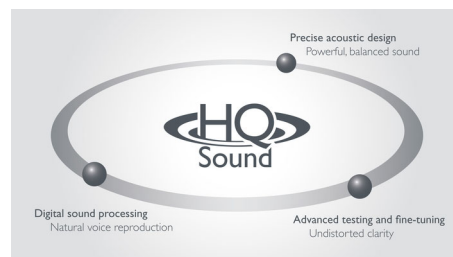 Precise acoustic design
Powerful, balanced sound
HQ
Sound
Digital sound processing
Natural voice reproduction
Advanced testing and fine-tuning
Undistorted clarity